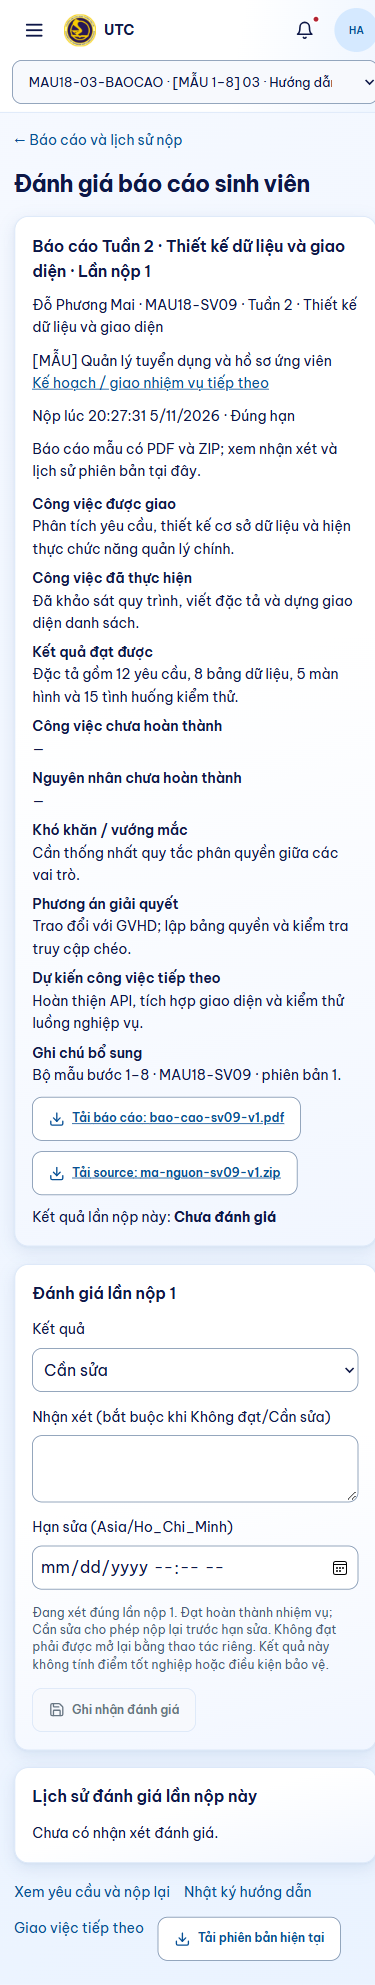 UTC
HA
MAU18-03-BAOCAO · [MẪU 1–8] 03 · Hướng dẫ
← Báo cáo và lịch sử nộp
Đánh giá báo cáo sinh viên
Báo cáo Tuần 2 · Thiết kế dữ liệu và giao
diện · Lần nộp 1
Đỗ Phương Mai · MAU18-SV09 · Tuần 2 · Thiết kế
dữ liệu và giao diện
[MẪU] Quản lý tuyển dụng và hồ sơ ứng viên
Kế hoạch / giao nhiệm vụ tiếp theo
Nộp lúc 20:27:31 5/11/2026 · Đúng hạn
Báo cáo mẫu có PDF và ZIP; xem nhận xét và
lịch sử phiên bản tại đây.
Công việc được giao
Phân tích yêu cầu, thiết kế cơ sở dữ liệu và hiện
thực chức năng quản lý chính.
Công việc đã thực hiện
Đã khảo sát quy trình, viết đặc tả và dựng giao
diện danh sách.
Kết quả đạt được
Đặc tả gồm 12 yêu cầu, 8 bảng dữ liệu, 5 màn
hình và 15 tình huống kiểm thử.
Công việc chưa hoàn thành
—
Nguyên nhân chưa hoàn thành
—
Khó khăn / vướng mắc
Cần thống nhất quy tắc phân quyền giữa các
vai trò.
Phương án giải quyết
Trao đổi với GVHD; lập bảng quyền và kiểm tra
truy cập chéo.
Dự kiến công việc tiếp theo
Hoàn thiện API, tích hợp giao diện và kiểm thử
luồng nghiệp vụ.
Ghi chú bổ sung
Bộ mẫu bước 1–8 · MAU18-SV09 · phiên bản 1.
Tải báo cáo: bao-cao-sv09-v1.pdf
Tải source: ma-nguon-sv09-v1.zip
Kết quả lần nộp này: Chưa đánh giá
Đánh giá lần nộp 1
Kết quả
Cần sửa
Nhận xét (bắt buộc khi Không đạt/Cần sửa)
Hạn sửa (Asia/Ho_Chi_Minh)
mm/dd/yyyy --:-- --
Đang xét đúng lần nộp 1. Đạt hoàn thành nhiệm vụ;
Cần sửa cho phép nộp lại trước hạn sửa. Không đạt
phải được mở lại bằng thao tác riêng. Kết quả này
không tính điểm tốt nghiệp hoặc điều kiện bảo vệ.
Ghi nhận đánh giá
Lịch sử đánh giá lần nộp này
Chưa có nhận xét đánh giá.
Xem yêu cầu và nộp lại Nhật ký hướng dẫn
Giao việc tiếp theo Tải phiên bản hiện tại